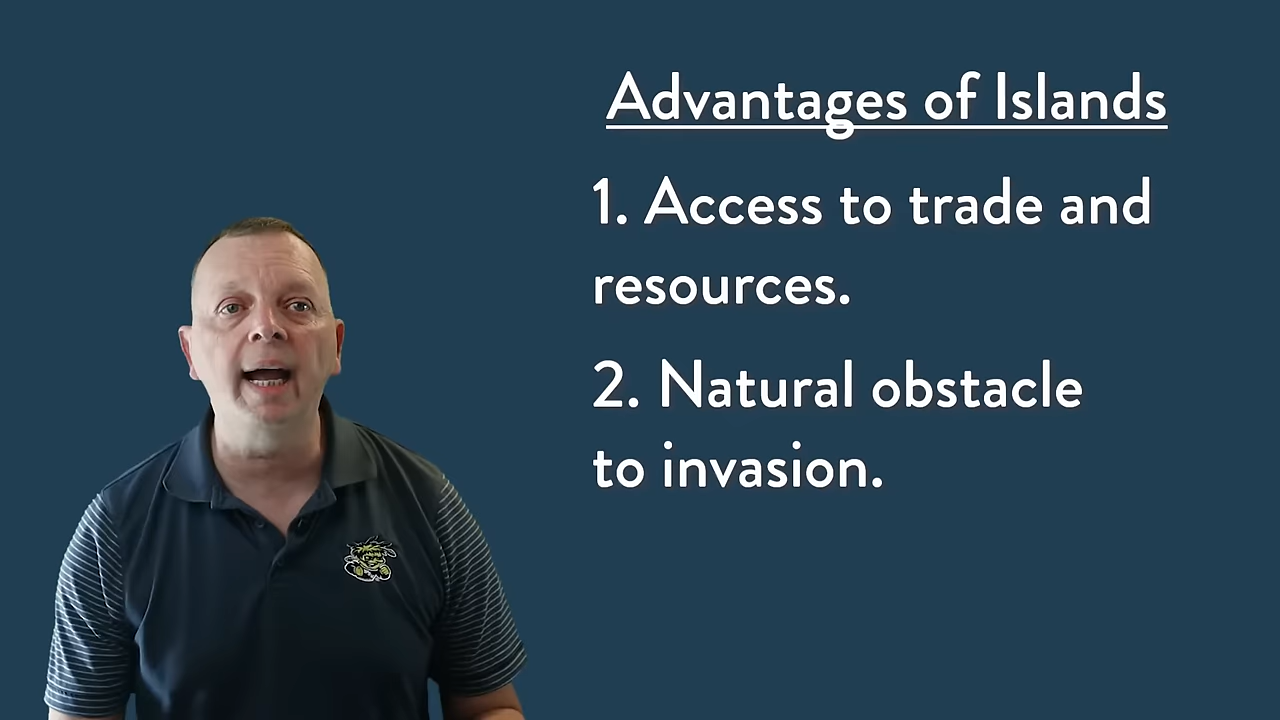 Advantages of Islands
1. Access to trade and
resources.
2. Natural obstacle
to invasion.